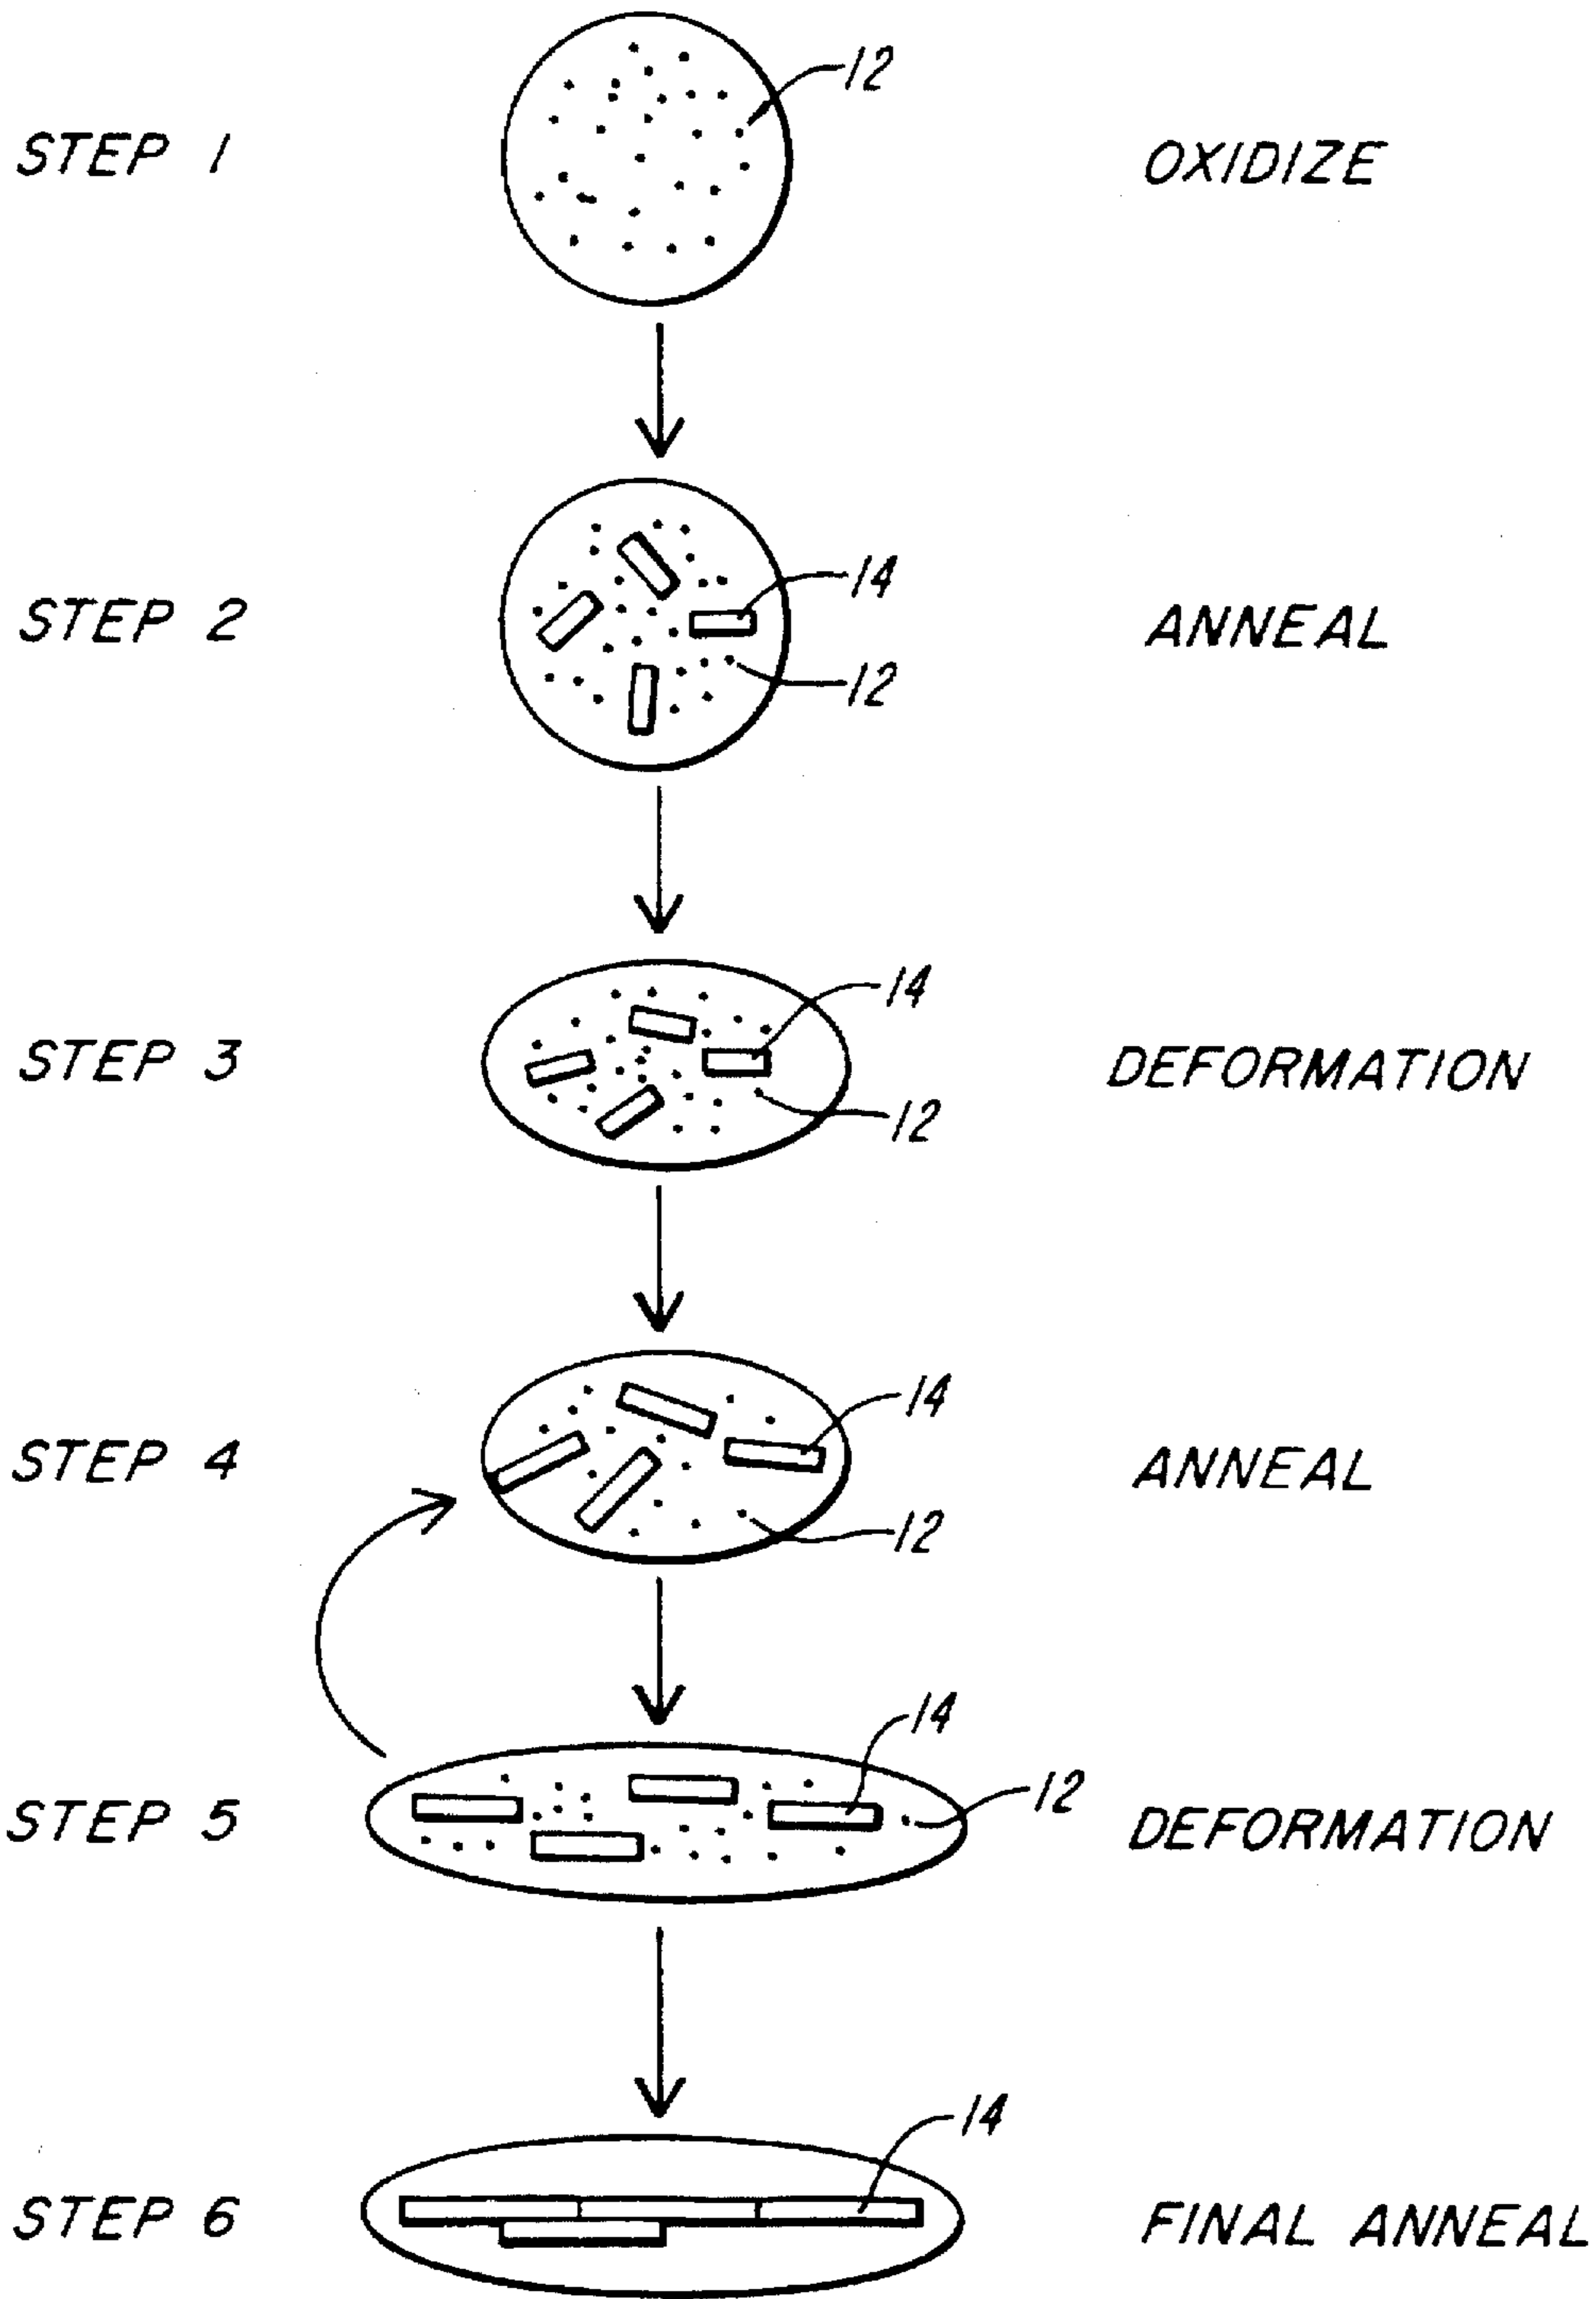 12
STEP 1 OXIDIZE
14
STEP 2 ANNEAL
12
14
STEP 3 DEFORMATION
12
14
STEP 4 ANNEAL
12
14
12
STEP 5 DEFORMATION
14
STEP 6 FINAL ANNEAL